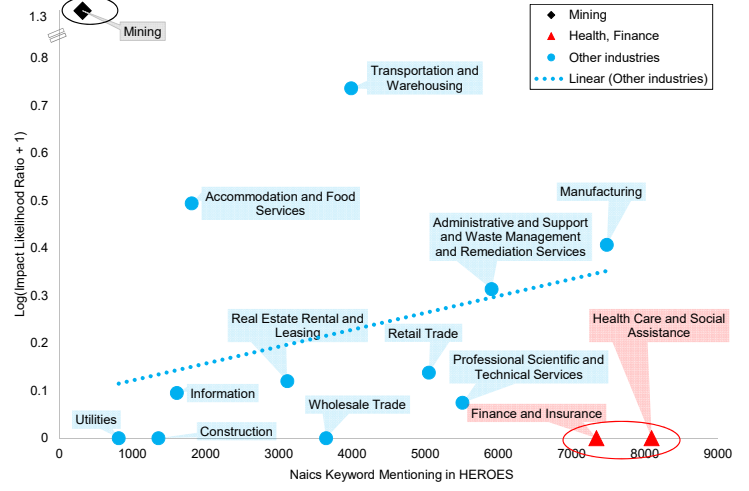 1.3
Mining
Mining
Health, Finance
Other industries
Linear (Other industries)
0.8
Transportation and
Warehousing
0.7
0.6
Log(Impact Likelihood Ratio + 1)
0.5
Accommodation and Food
Services
Manufacturing
0.4
Administrative and Support
and Waste Management
and Remediation Services
0.3
Real Estate Rental and
Leasing
Retail Trade
Health Care and Social
Assistance
0.2
Professional Scientific and
Technical Services
0.1
Information
Wholesale Trade
Finance and Insurance
Utilities
Construction
0
0 1000 2000 3000 4000 5000 6000 7000 8000 9000
Naics Keyword Mentioning in HEROES